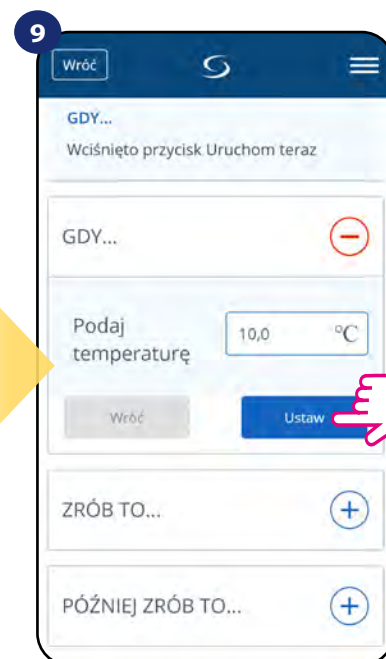 9
Wróć
GDY...
Wciśnięto przycisk Uruchom teraz
GDY...
Podaj
temperaturę
10,0 °C
Wróć
Ustaw
ZRÓB TO...
PÓŹNIEJ ZRÓB TO...